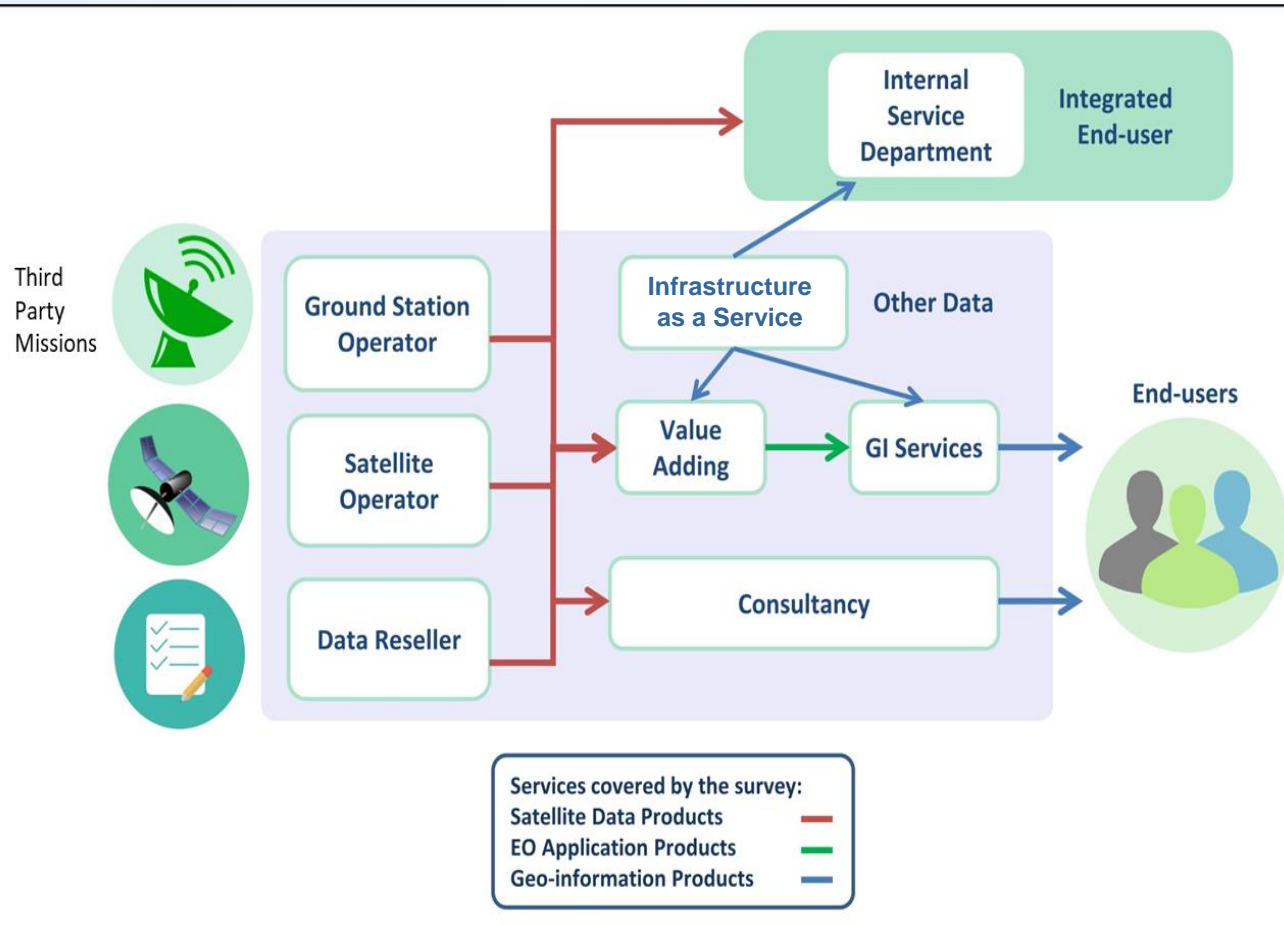 Internal
Service
Department
Integrated
End-user
Third
Party
Missions
Ground Station
Operator
Infrastructure
as a Service
Other Data
Satellite
Operator
Value
Adding
GI Services
End-users
Data Reseller
Consultancy
Services covered by the survey:
Satellite Data Products
EO Application Products
Geo-information Products